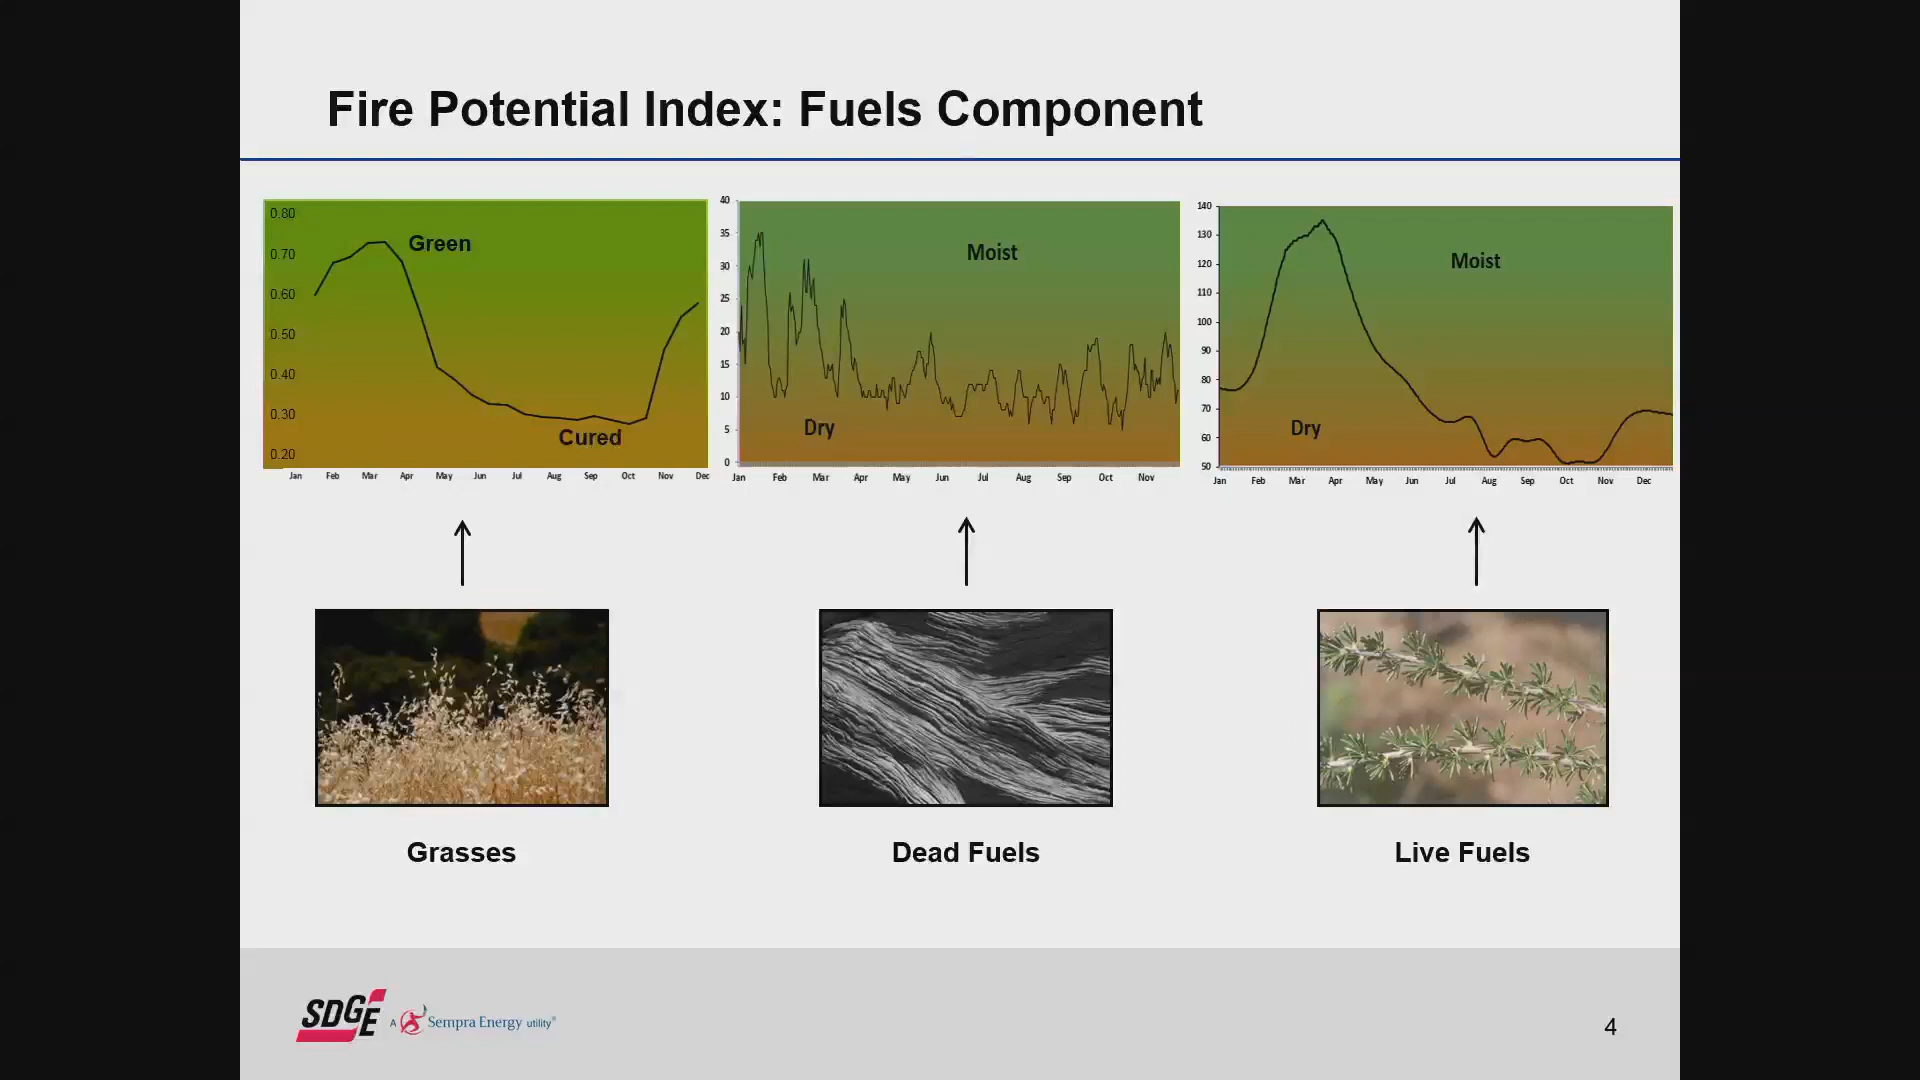 Fire Potential Index: Fuels Component
0.80
0.70
0.60
0.50
0.40
0.30
0.20
Green
Cured
Jan Feb Mar Apr May Jun Jul Aug Sep Oct Nov Dec
40
35
30
25
20
15
10
5
0
Moist
Dry
Jan Feb Mar Apr May Jun Jul Aug Sep Oct Nov
140
130
120
110
100
90
80
70
60
50
Moist
Dry
Jan Feb Mar Apr May Jun Jul Aug Sep Oct Nov Dec
Grasses
Dead Fuels
Live Fuels
SDGE A Sempra Energy utility®
4